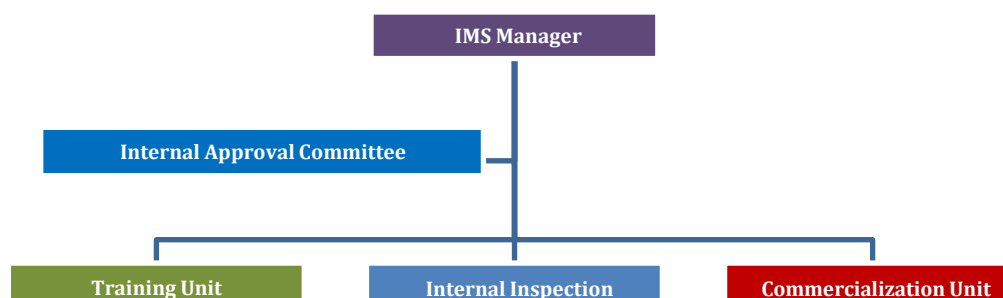 IMS Manager
Internal Approval Committee
Training Unit
Internal Inspection
Commercialization Unit